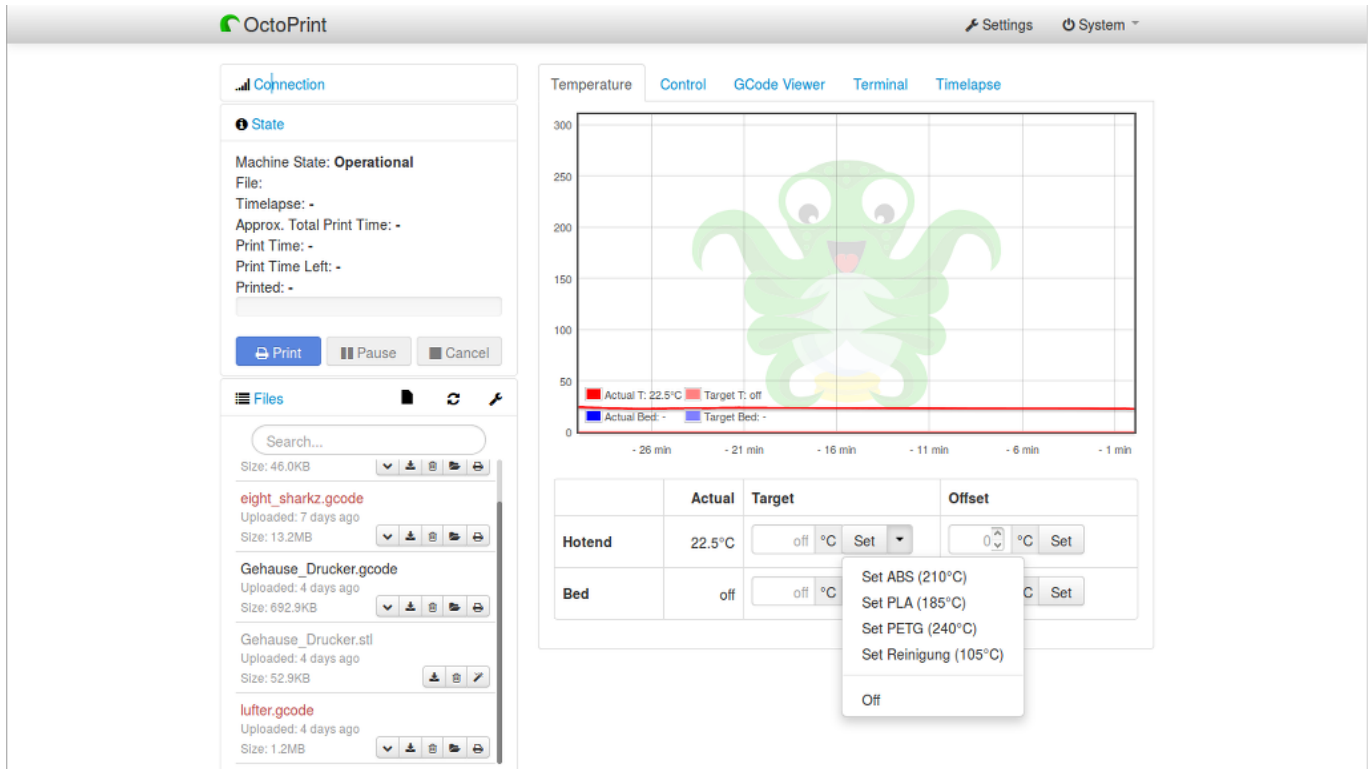 OctoPrint
Settings
System
Connection
State
Machine State: Operational
File:
Timelapse: -
Approx. Total Print Time: -
Print Time: -
Print Time Left: -
Printed: -
Print
Pause
Cancel
Files
Search...
Size: 46.0KB
eight_sharkz.gcode
Uploaded: 7 days ago
Size: 13.2MB
Gehause_Drucker.gcode
Uploaded: 4 days ago
Size: 692.9KB
Gehause_Drucker.stl
Uploaded: 4 days ago
Size: 52.9KB
lufter.gcode
Uploaded: 4 days ago
Size: 1.2MB
Temperature Control GCode Viewer Terminal Timelapse
300
250
200
150
100
50
0
Actual T: 22.5°C Target T: off
Actual Bed: - Target Bed: -
- 26 min - 21 min - 16 min - 11 min - 6 min - 1 min
Actual Target Offset
Hotend 22.5°C off °C Set 0 °C Set
Bed off off °C C Set
Set ABS (210°C)
Set PLA (185°C)
Set PETG (240°C)
Set Reinigung (105°C)
Off